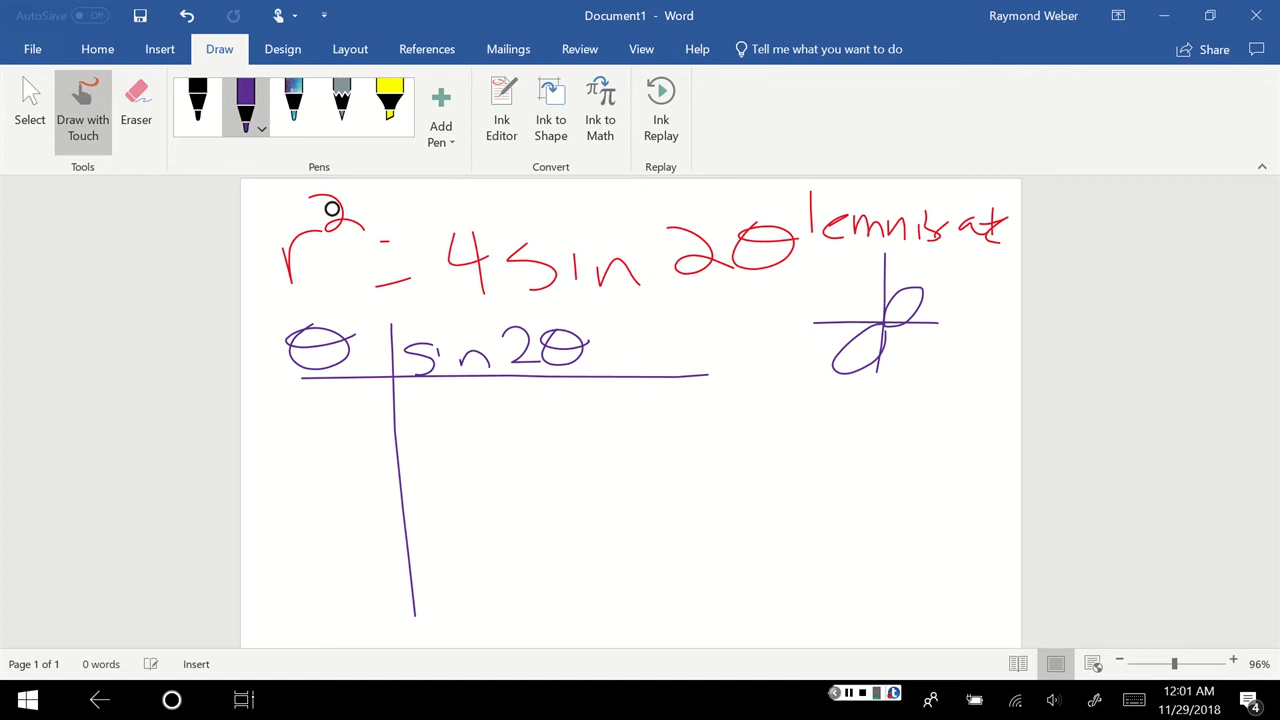 AutoSave Off
Document1 - Word
Raymond Weber
File Home Insert Draw Design Layout References Mailings Review View Help Tell me what you want to do Share
Select
Draw with Touch
Eraser
Add Pen
Ink Editor
Ink to Shape
Ink to Math
Ink Replay
Tools Pens Convert Replay
r² = 4 sin 2θ lemniscat
θ sin 2θ
Page 1 of 1 0 words Insert 96%
12:01 AM
11/29/2018
4